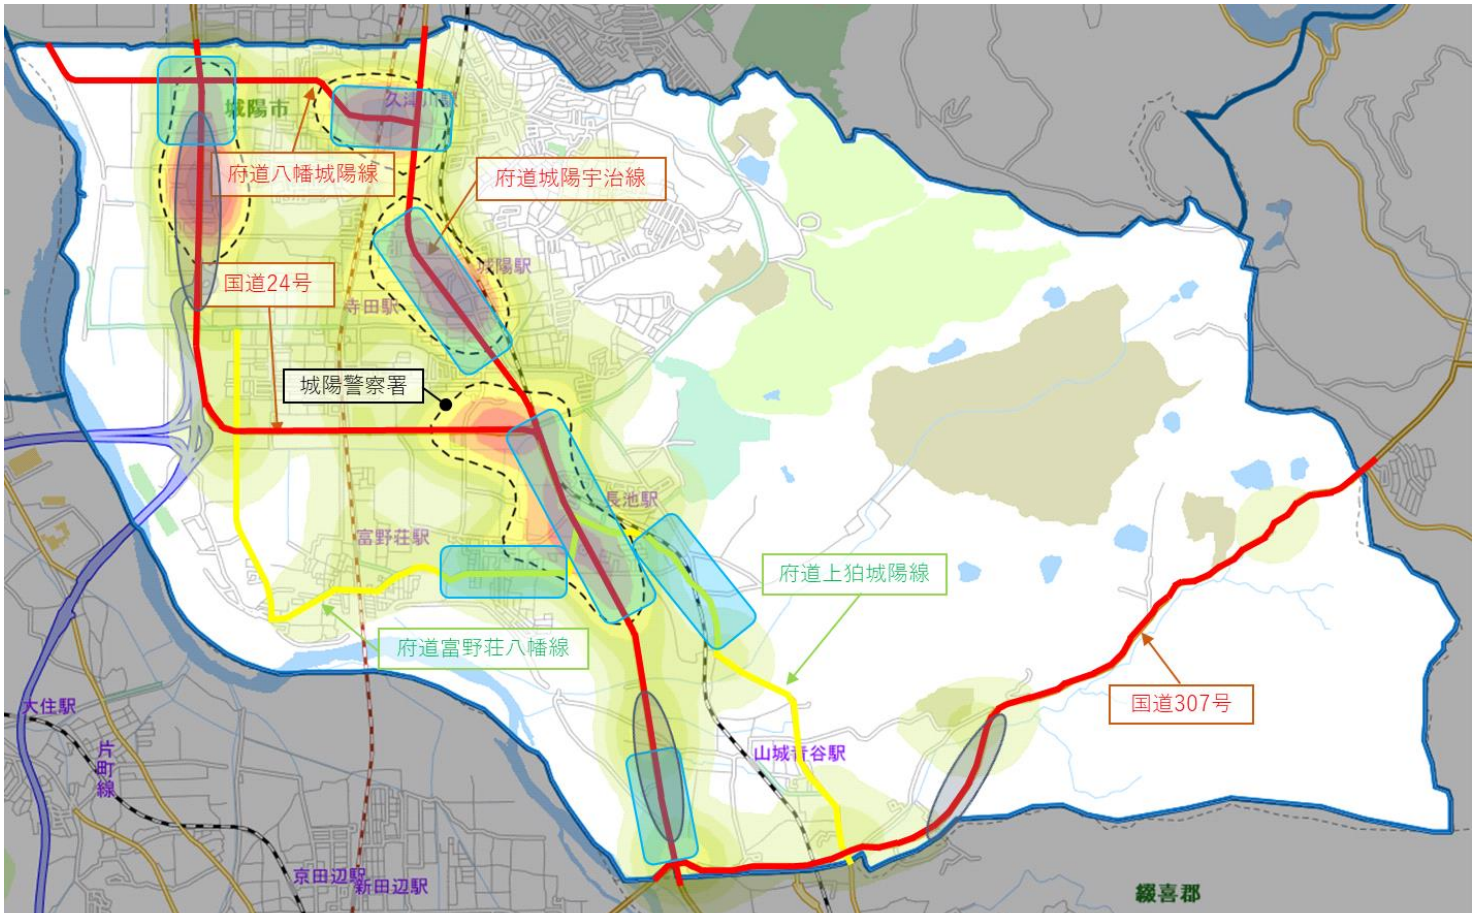 久津川駅
城陽市
府道八幡城陽線
府道城陽宇治線
城陽駅
国道24号
寺田駅
城陽警察署
長池駅
富野荘駅
府道上狛城陽線
府道富野荘八幡線
国道307号
大住駅
片町線
山城青谷駅
京田辺駅
新田辺駅
綴喜郡